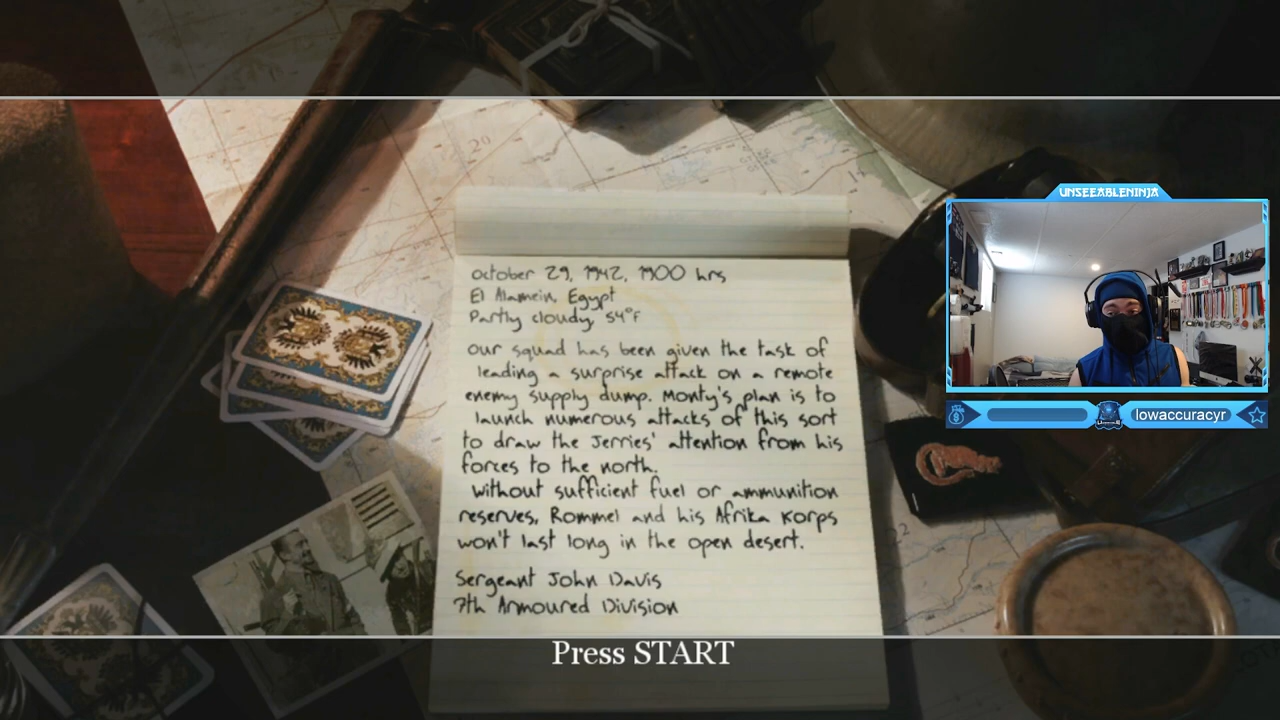 UNSEEABLENINJA
lowaccuracyr
october 29, 1942, 1900 hrs
El Alamein, Egypt
Partly cloudy, 54°F
our squad has been given the task of
leading a surprise attack on a remote
enemy supply dump. Monty's plan is to
launch numerous attacks of this sort
to draw the Jerries' attention from his
forces to the north.
Without sufficient fuel or ammunition
reserves, Rommel and his Afrika Korps
won't last long in the open desert.
Sergeant John Davis
7th Armoured Division
Press START